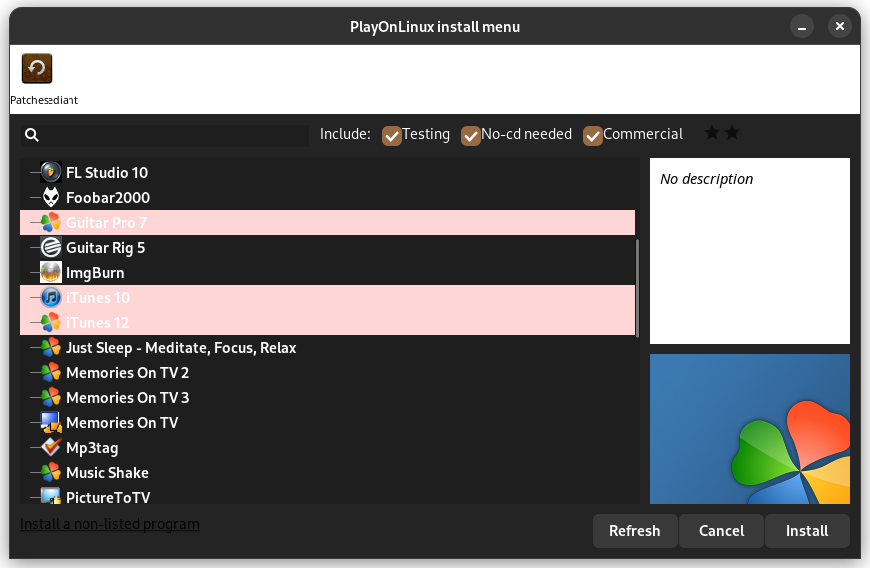 PlayOnLinux install menu
Include: Testing No-cd needed Commercial
FL Studio 10
Foobar2000
Guitar Pro 7
Guitar Rig 5
ImgBurn
iTunes 10
iTunes 12
Just Sleep - Meditate, Focus, Relax
Memories On TV 2
Memories On TV 3
Memories On TV
Mp3tag
Music Shake
PictureToTV
No description
Install a non-listed program
Refresh Cancel Install